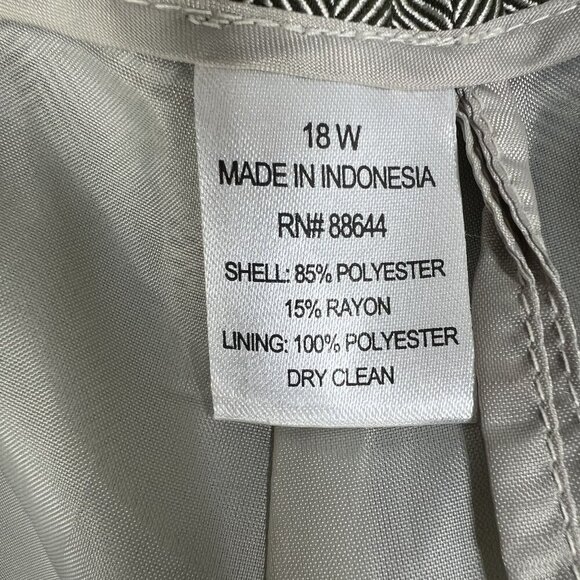 18 W
MADE IN INDONESIA
RN# 88644
SHELL: 85% POLYESTER
15% RAYON
LINING: 100% POLYESTER
DRY CLEAN